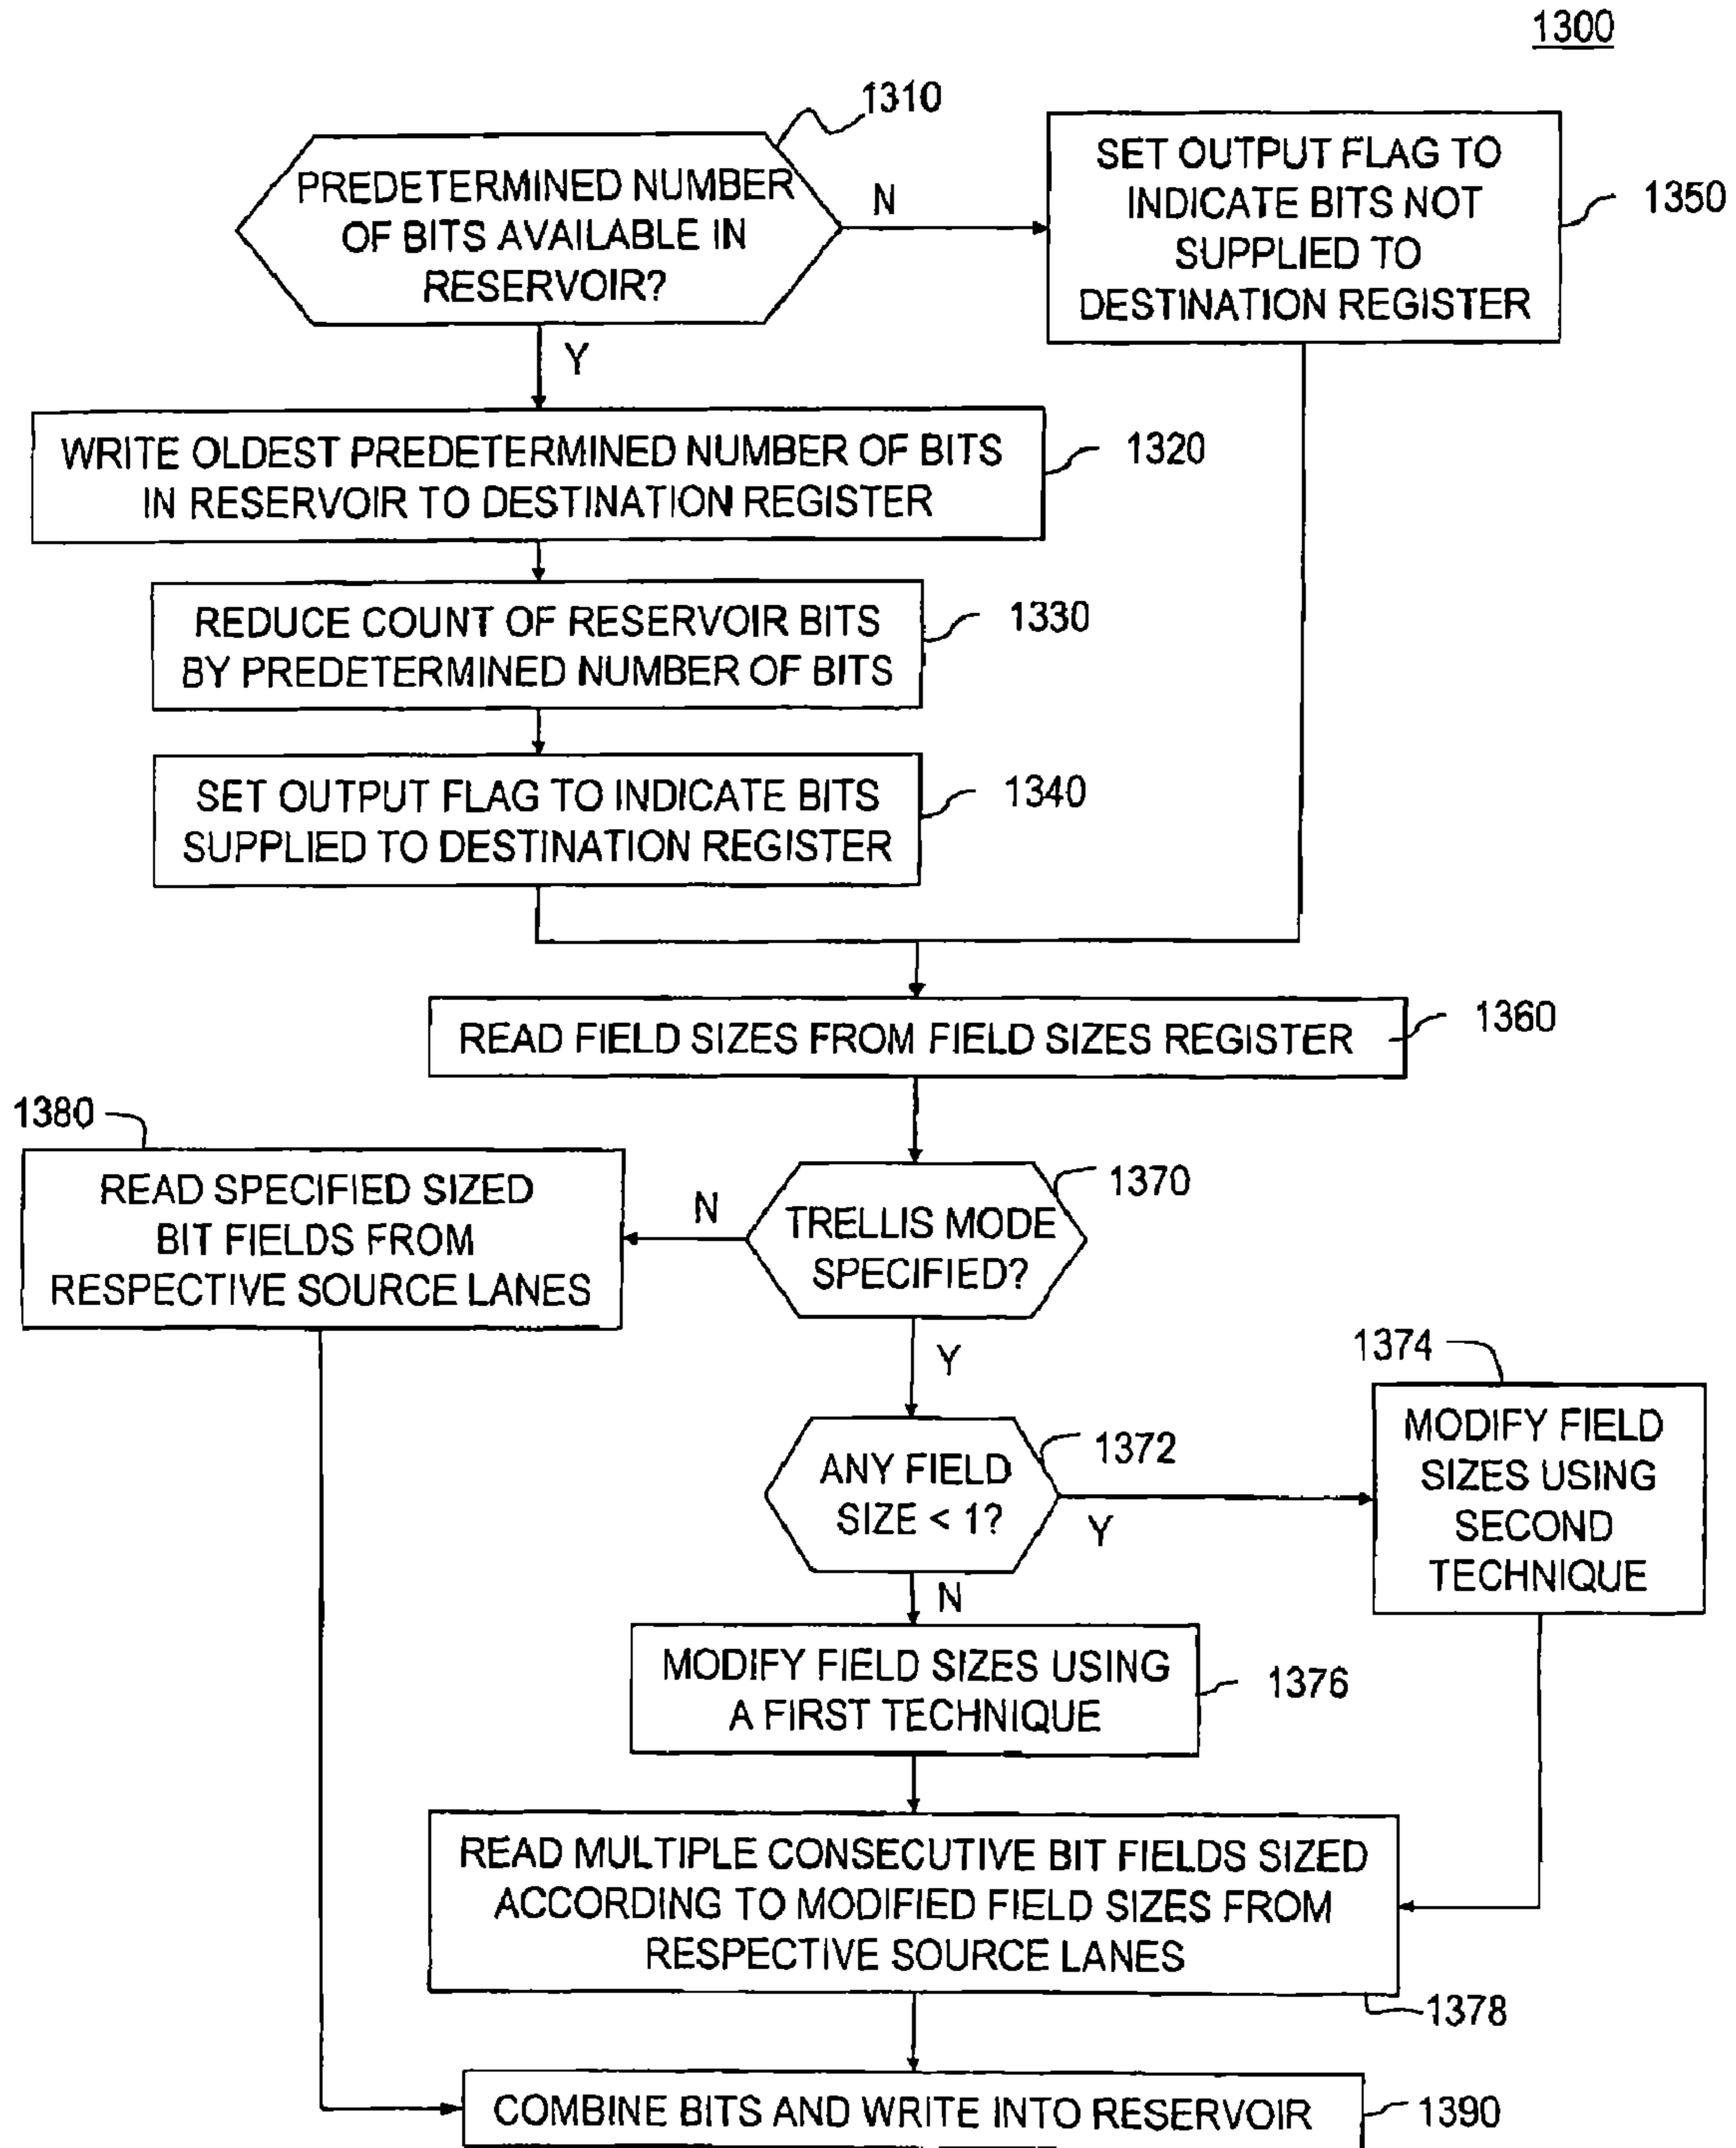 1300
1310
PREDETERMINED NUMBER
OF BITS AVAILABLE IN
RESERVOIR?
N
Y
SET OUTPUT FLAG TO
INDICATE BITS NOT
SUPPLIED TO
DESTINATION REGISTER
1350
WRITE OLDEST PREDETERMINED NUMBER OF BITS
IN RESERVOIR TO DESTINATION REGISTER
1320
REDUCE COUNT OF RESERVOIR BITS
BY PREDETERMINED NUMBER OF BITS
1330
SET OUTPUT FLAG TO INDICATE BITS
SUPPLIED TO DESTINATION REGISTER
1340
READ FIELD SIZES FROM FIELD SIZES REGISTER
1360
1380
READ SPECIFIED SIZED
BIT FIELDS FROM
RESPECTIVE SOURCE LANES
N
TRELLIS MODE
SPECIFIED?
1370
Y
ANY FIELD
SIZE < 1?
1372
Y
N
1374
MODIFY FIELD
SIZES USING
SECOND
TECHNIQUE
MODIFY FIELD SIZES USING
A FIRST TECHNIQUE
1376
READ MULTIPLE CONSECUTIVE BIT FIELDS SIZED
ACCORDING TO MODIFIED FIELD SIZES FROM
RESPECTIVE SOURCE LANES
1378
COMBINE BITS AND WRITE INTO RESERVOIR
1390